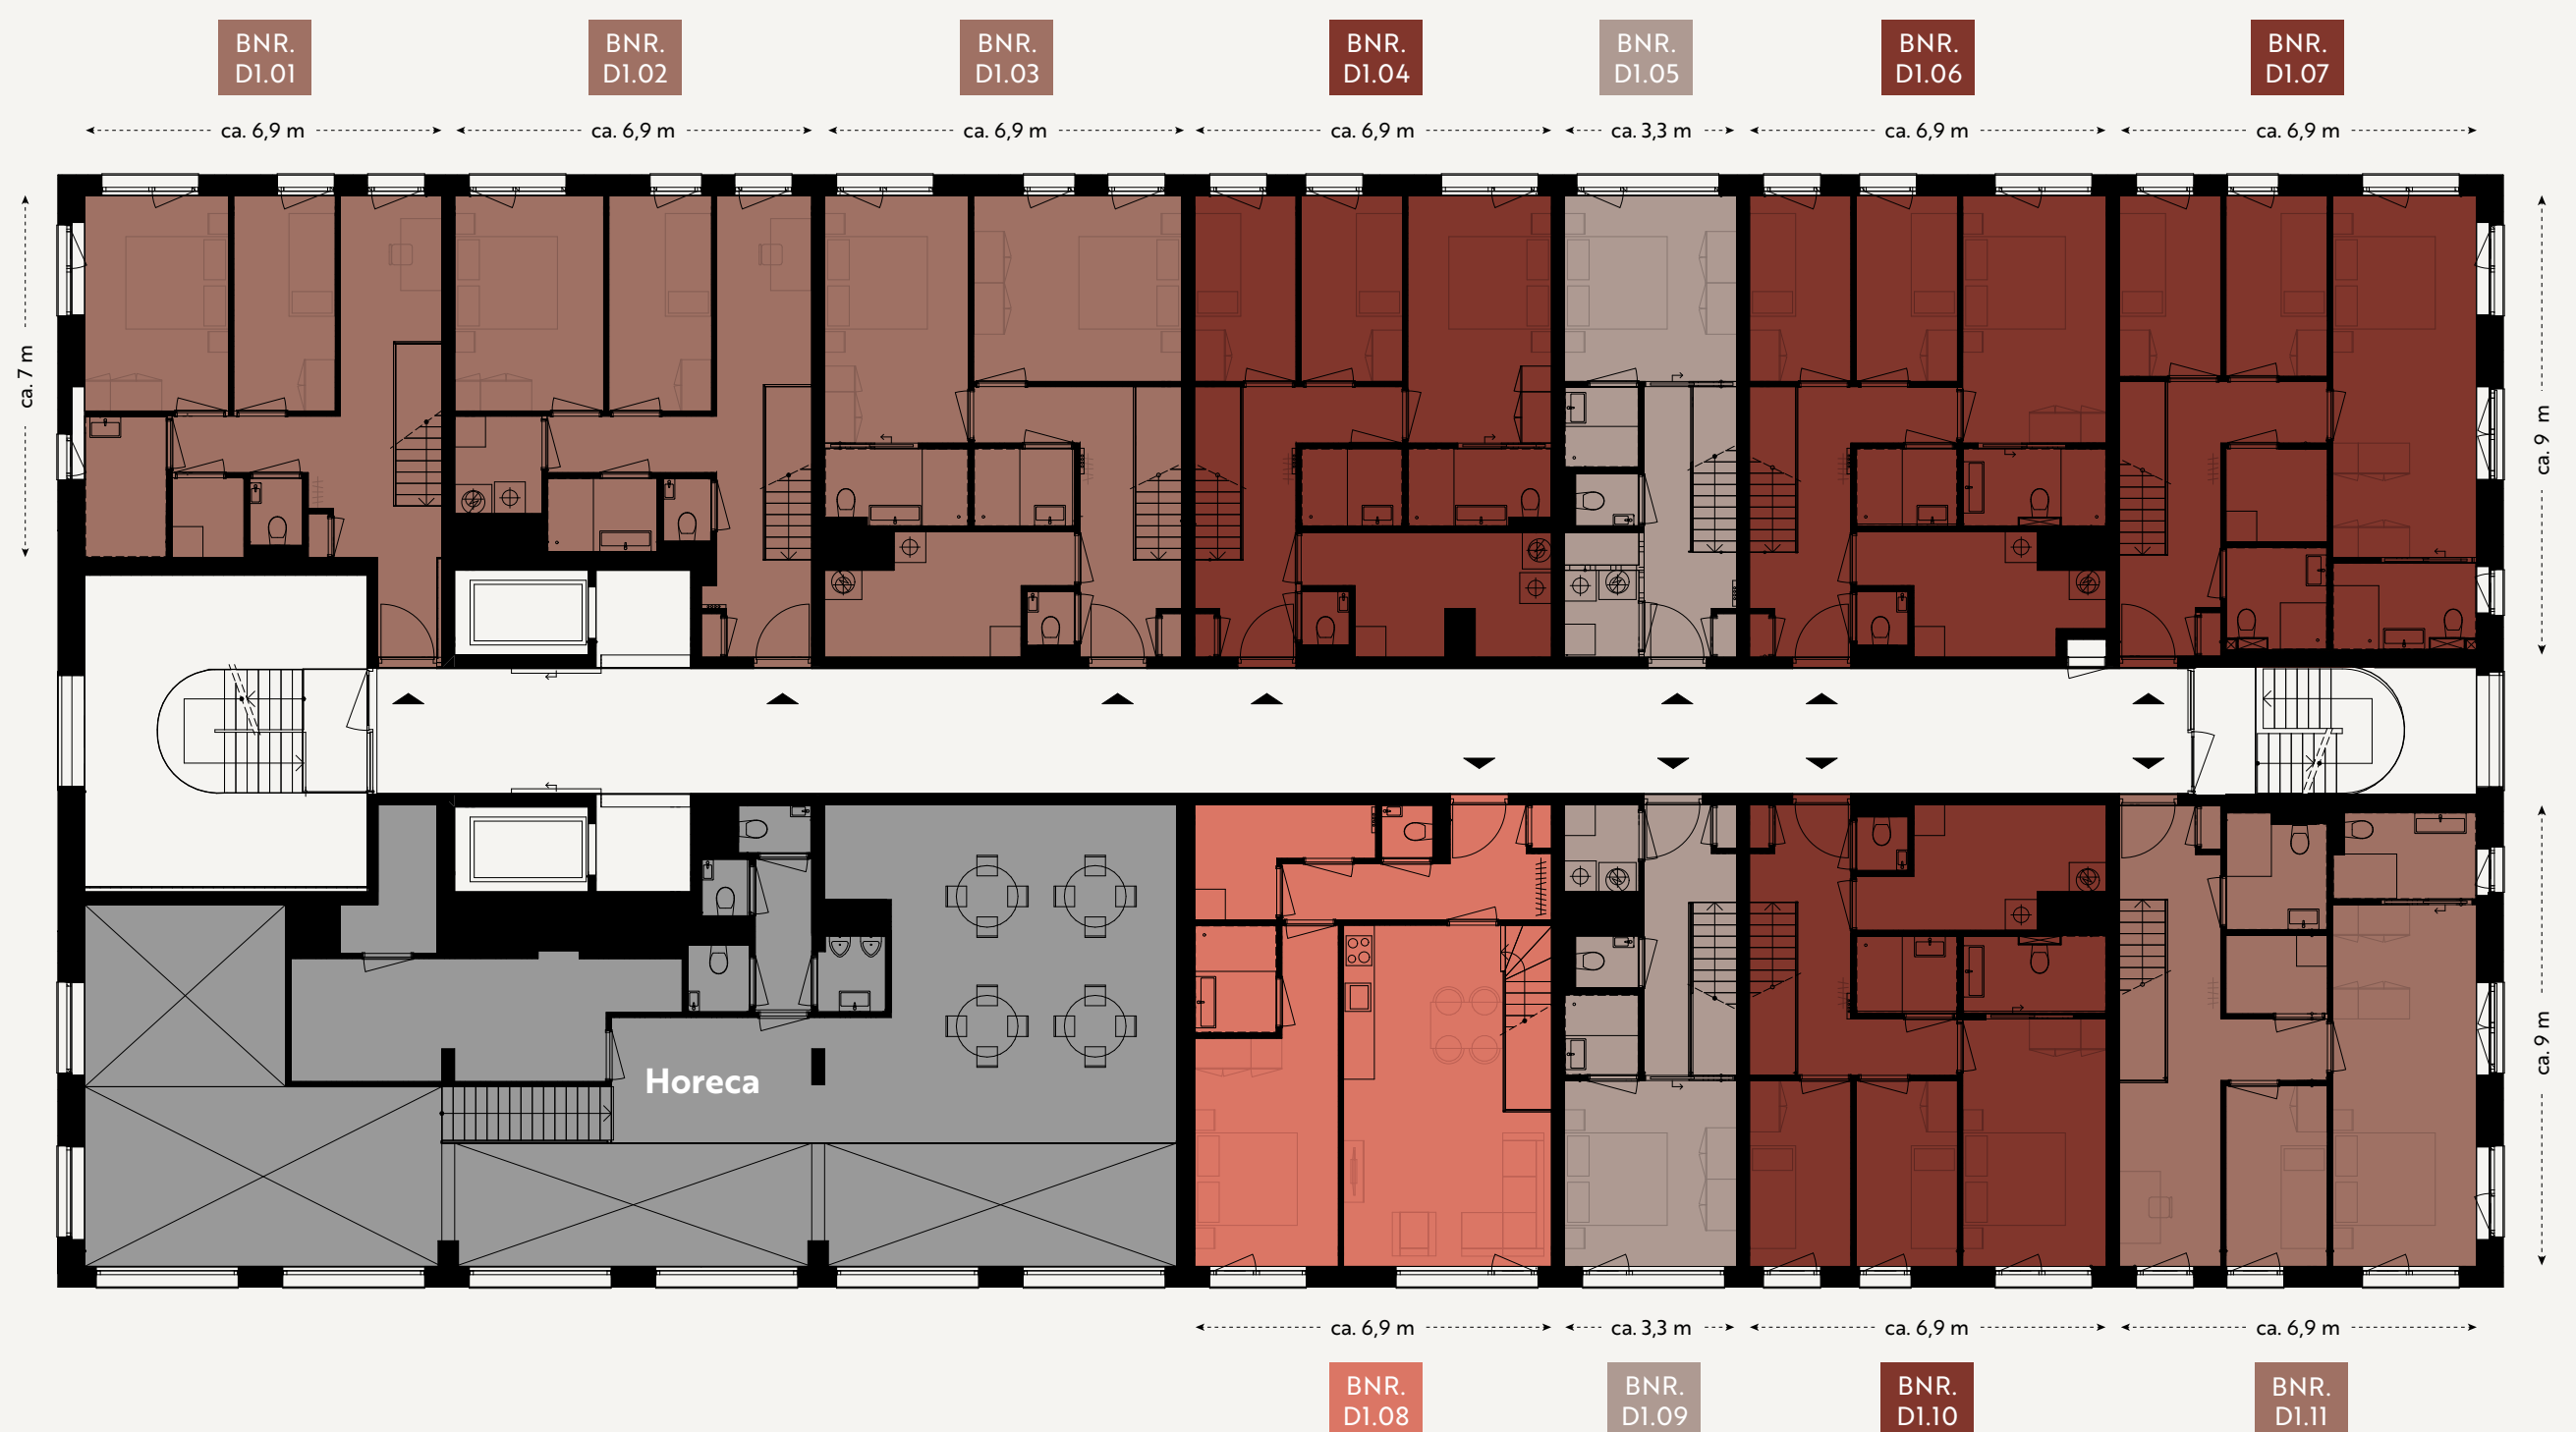 BNR.
D1.01
BNR.
D1.02
BNR.
D1.03
BNR.
D1.04
BNR.
D1.05
BNR.
D1.06
BNR.
D1.07
ca. 6,9 m
ca. 6,9 m
ca. 6,9 m
ca. 6,9 m
ca. 3,3 m
ca. 6,9 m
ca. 6,9 m
ca. 7 m
ca. 9 m
Horeca
ca. 9 m
ca. 6,9 m
ca. 3,3 m
ca. 6,9 m
ca. 6,9 m
BNR.
D1.08
BNR.
D1.09
BNR.
D1.10
BNR.
D1.11